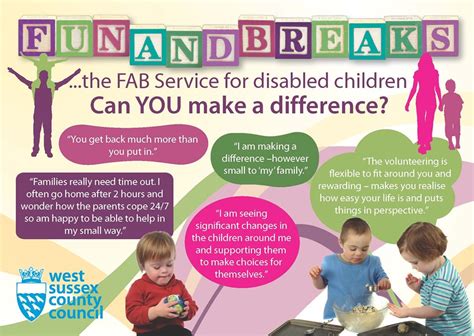 FUN AND BREAKS
...the FAB Service for disabled children
Can YOU make a difference?
"You get back much more than
you put in."
"I am making a
difference –however
small to 'my' family."
"The volunteering is
flexible to fit around you and
rewarding – makes you realise
how easy your life is and puts
things in perspective."
"Families really need time out. I
often go home after 2 hours and
wonder how the parents cope 24/7
so am happy to be able to help in
my small way."
"I am seeing
significant changes in
the children around me
and supporting them
to make choices for
themselves."
west
sussex
county
council